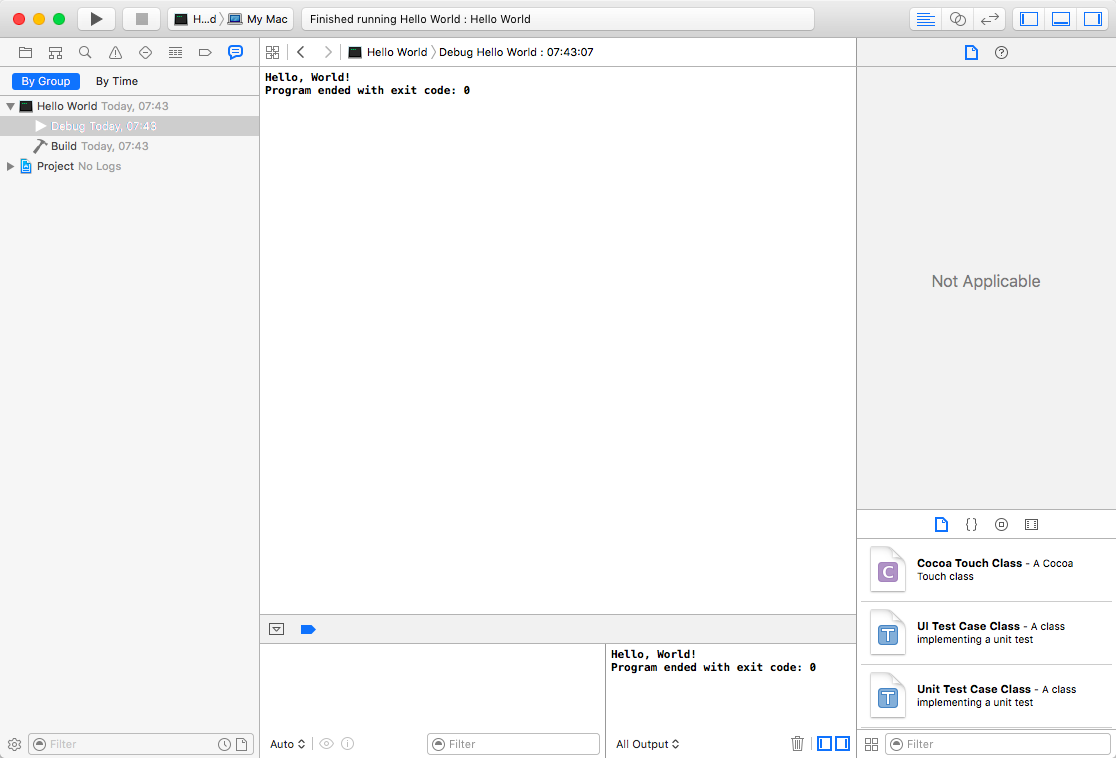 H...d 〉 My Mac
Finished running Hello World : Hello World
Hello World 〉 Debug Hello World : 07:43:07
By Group
By Time
Hello World Today, 07:43
Debug Today, 07:43
Build Today, 07:43
Project No Logs
Hello, World!
Program ended with exit code: 0
Not Applicable
{ }
C
Cocoa Touch Class - A Cocoa
Touch class
T
UI Test Case Class - A class
implementing a unit test
T
Unit Test Case Class - A class
implementing a unit test
Hello, World!
Program ended with exit code: 0
Filter
Auto
Filter
All Output
Filter